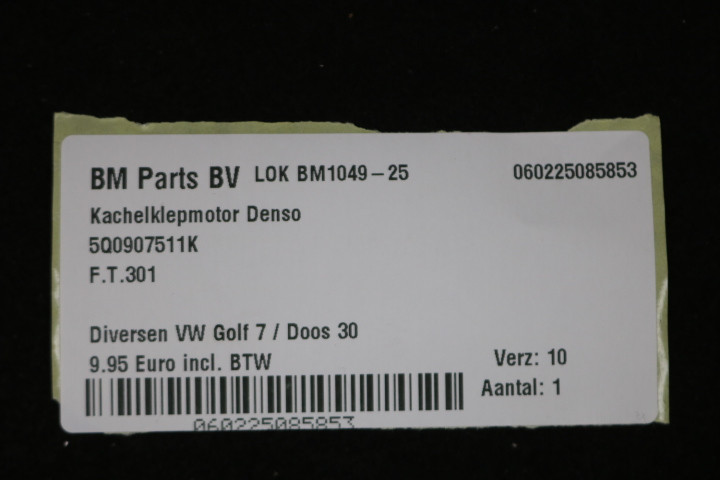 BM Parts BV LOK BM1049-25 060225085853
Kachelklepmotor Denso
5Q0907511K
F.T.301
Diversen VW Golf 7 / Doos 30
9.95 Euro incl. BTW Verz: 10
Aantal: 1
060225085853